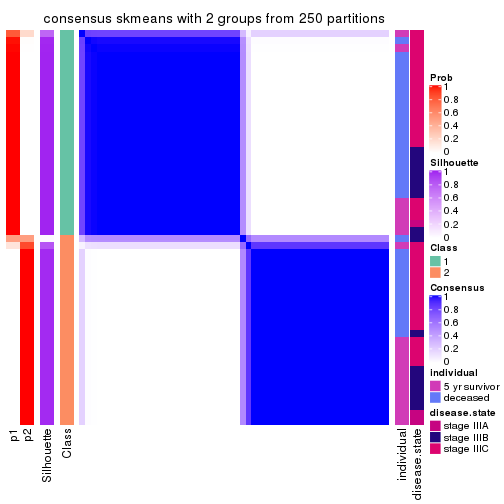 consensus skmeans with 2 groups from 250 partitions
Prob
1
0.8
0.6
0.4
0.2
0
Silhouette
1
0.8
0.6
0.4
0.2
0
Class
1
2
Consensus
1
0.8
0.6
0.4
0.2
0
individual
5 yr survivor
deceased
disease.state
stage IIIA
stage IIIB
stage IIIC
p1
p2
Silhouette
Class
individual
disease.state